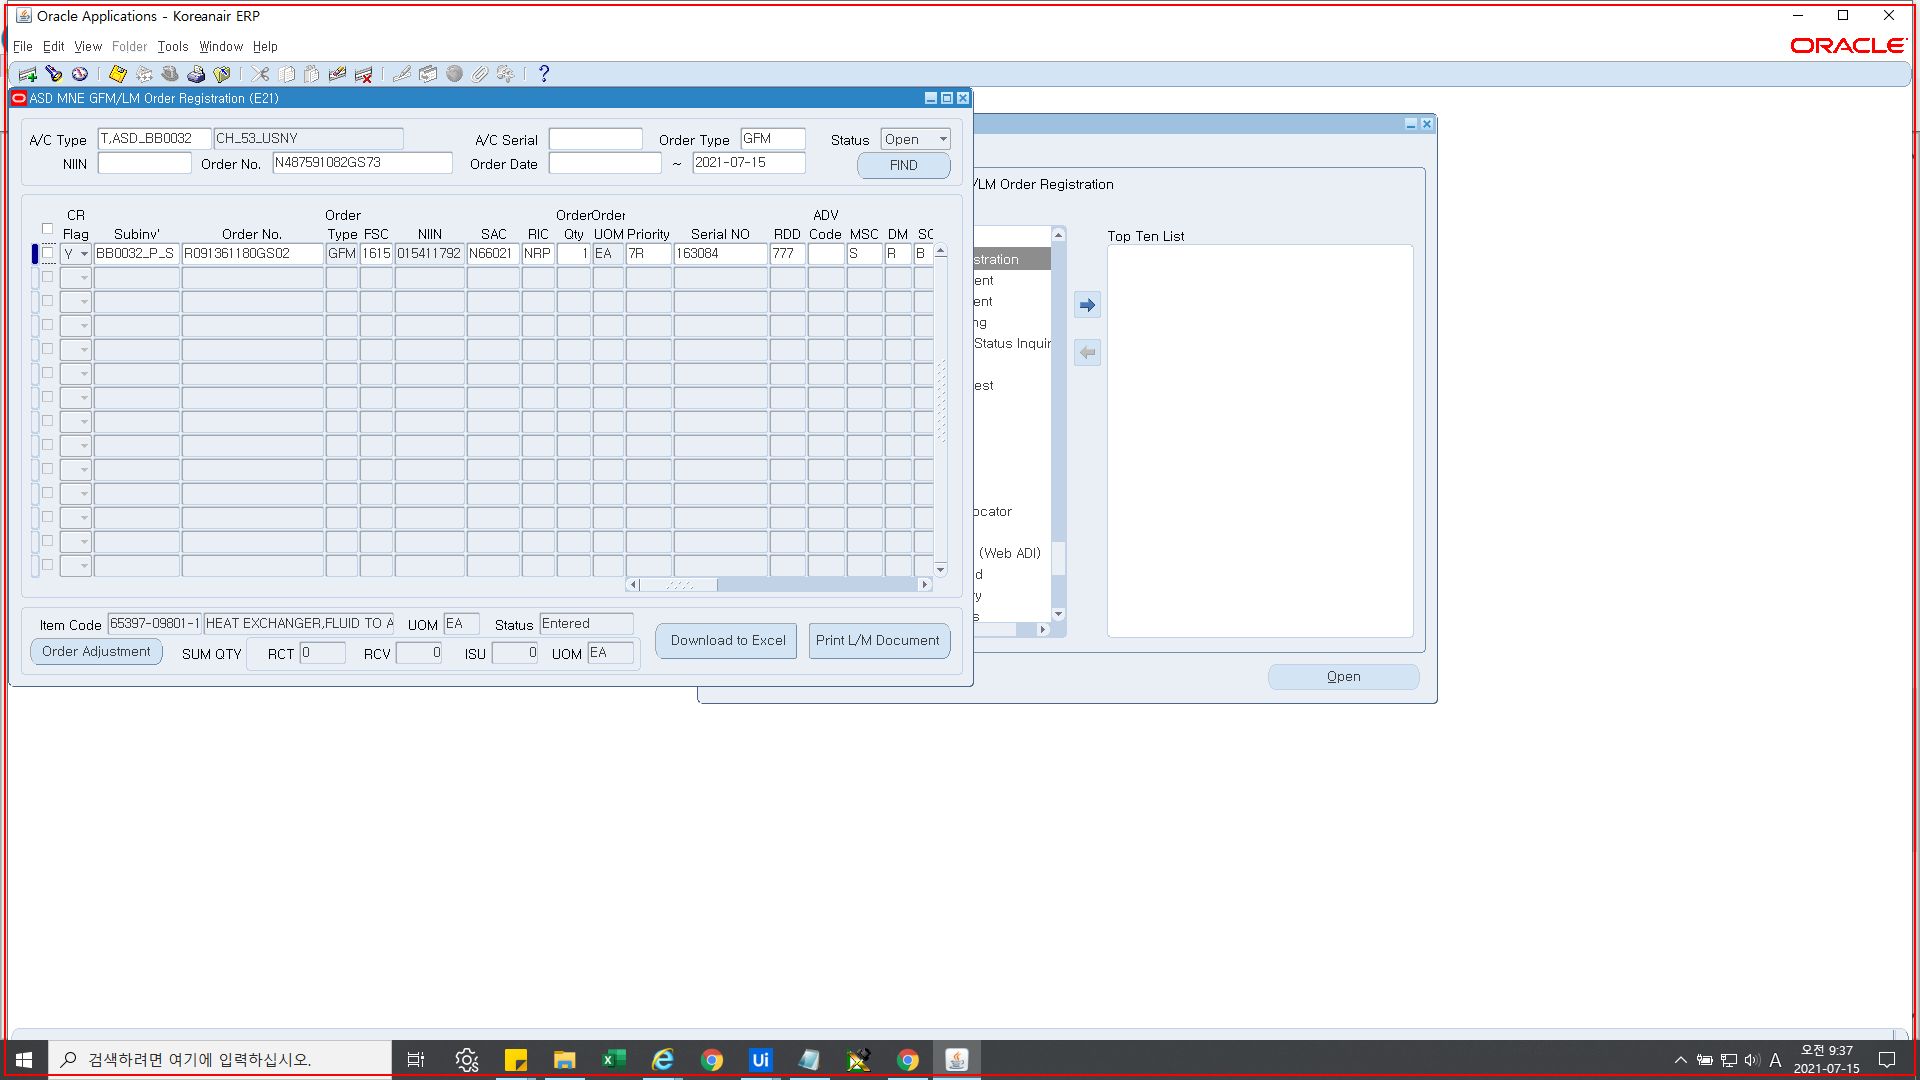 Oracle Applications - Koreanair ERP
File Edit View Folder Tools Window Help
ORACLE
ASD MNE GFM/LM Order Registration (E21)
A/C Type T,ASD_BB0032 CH_53_USNY A/C Serial Order Type GFM Status Open
NIIN Order No. N487591082GS73 Order Date ~ 2021-07-15 FIND
/LM Order Registration
CR Order Order Order ADV
Flag Subinv' Order No. Type FSC NIIN SAC RIC Qty UOM Priority Serial NO RDD Code MSC DM SC
Y BB0032_P_S R091361180GS02 GFM 1615 015411792 N66021 NRP 1 EA 7R 163084 777 S R B
Top Ten List
stration
ent
ent
ng
Status Inquir
est
ocator
(Web ADI)
d
ry
s
Item Code 65397-09801-1 HEAT EXCHANGER,FLUID TO A UOM EA Status Entered
Download to Excel Print L/M Document
Order Adjustment SUM QTY RCT 0 RCV 0 ISU 0 UOM EA
Open
검색하려면 여기에 입력하십시오.
Ui
A
오전 9:37
2021-07-15